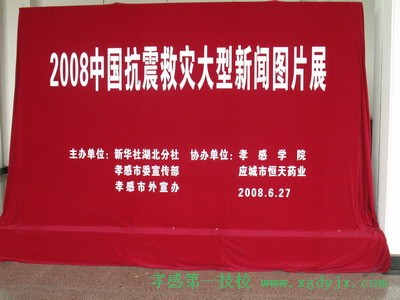 2008中国抗震救灾大型新闻图片展
主办单位：新华社湖北分社 协办单位：孝感学院
孝感市委宣传部 应城市恒天药业
孝感市外宣办 2008.6.27
孝感第一技校 www.xgdyjx.com